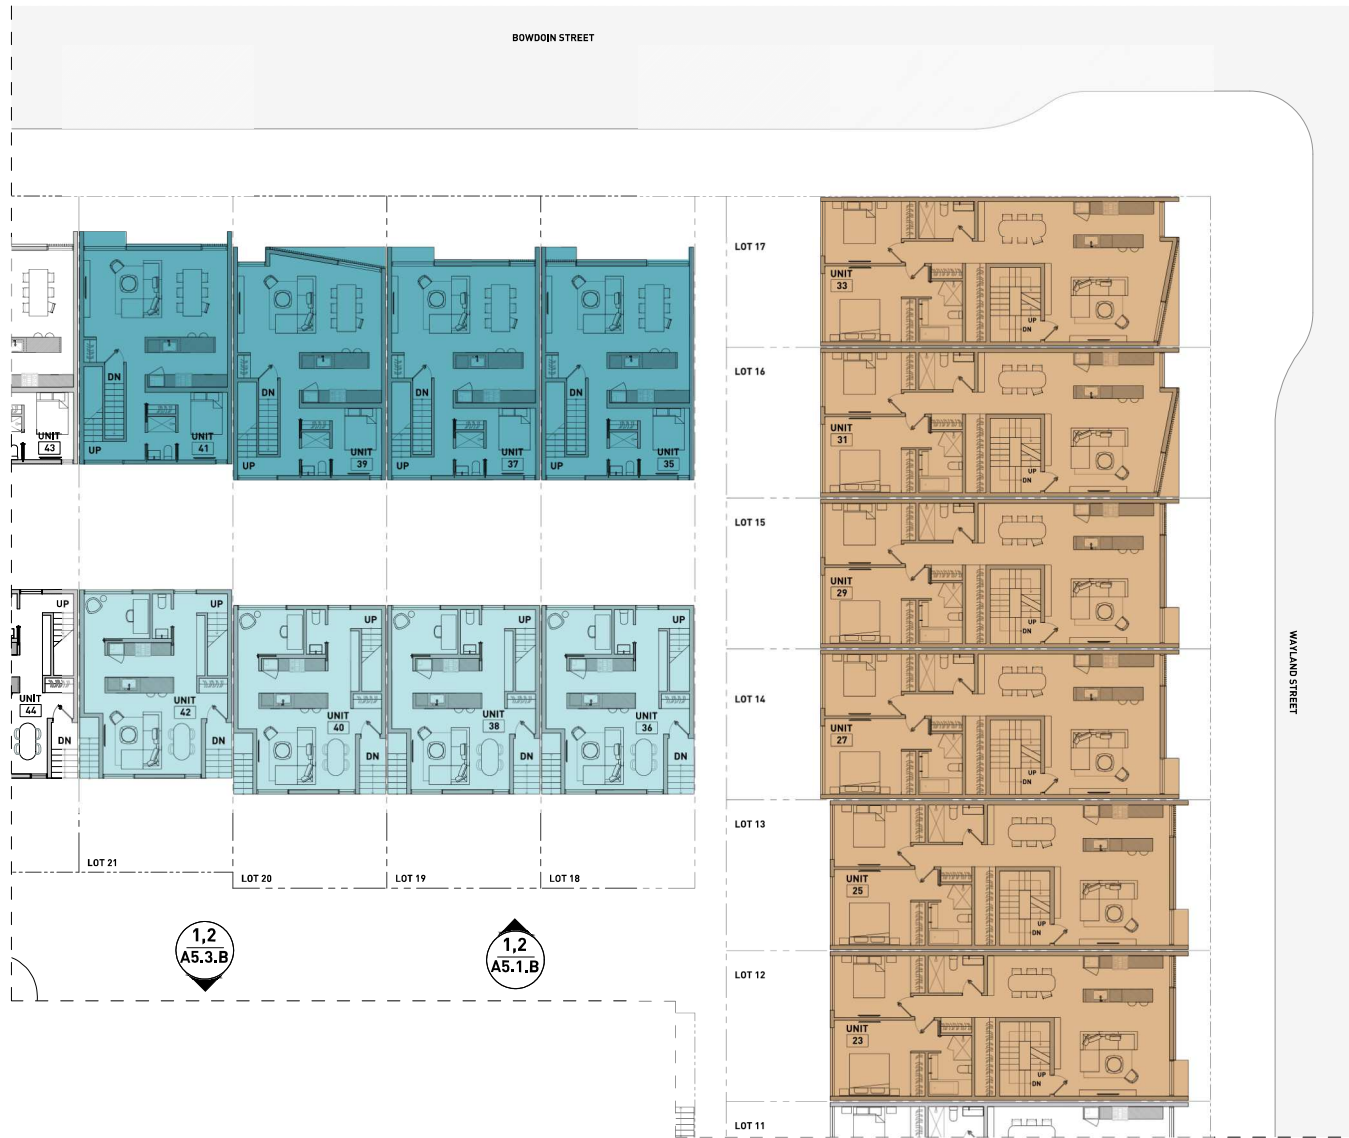 BOWDOIN STREET
WAYLAND STREET
LOT 17
UNIT
33
UP
DN
LOT 16
UNIT
31
UP
DN
LOT 15
UNIT
29
UP
DN
LOT 14
UNIT
27
UP
DN
LOT 13
UNIT
25
UP
DN
LOT 12
UNIT
23
UP
DN
LOT 11
UNIT
43
DN
UP
UNIT
41
DN
UP
UNIT
39
DN
UP
UNIT
37
DN
UP
UNIT
35
UP
UNIT
44
DN
UP
UNIT
42
DN
UP
UNIT
40
DN
UP
UNIT
38
DN
UP
UNIT
36
DN
LOT 21
LOT 20
LOT 19
LOT 18
1,2
A5.3.B
1,2
A5.1.B